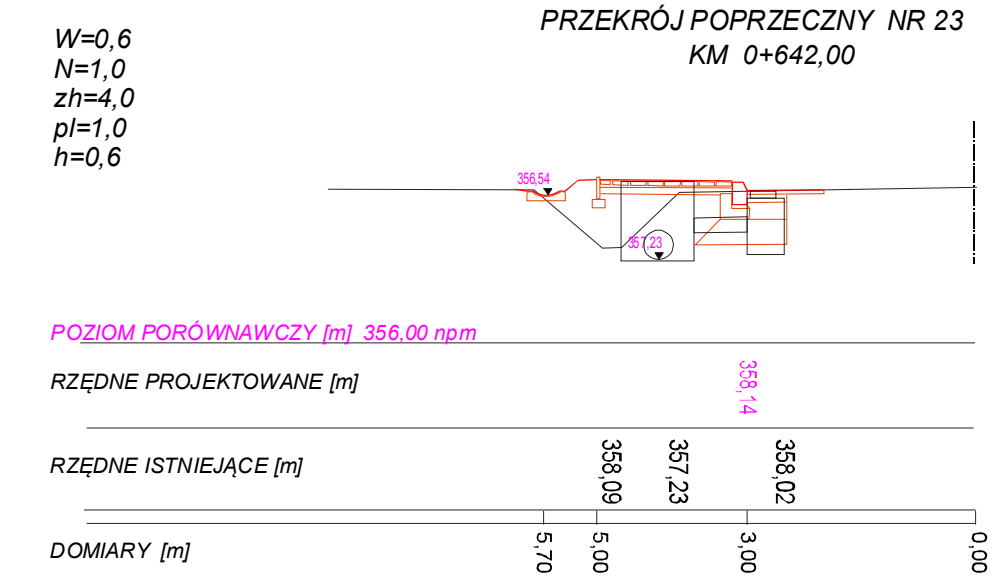 PRZEKRÓJ POPRZECZNY NR 23
KM 0+642,00
W=0,6
N=1,0
zh=4,0
pl=1,0
h=0,6
356,54
357,23
POZIOM PORÓWNAWCZY [m] 356,00 npm
RZĘDNE PROJEKTOWANE [m]
358,14
RZĘDNE ISTNIEJĄCE [m]
358,09
357,23
358,02
DOMIARY [m]
5,70
5,00
3,00
0,00